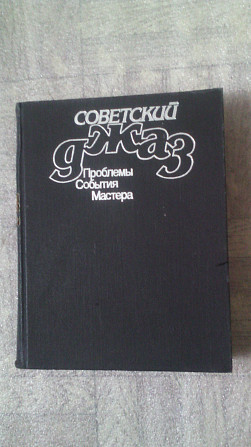 СОВЕТСКИЙ
джаз
Проблемы
События
Мастера